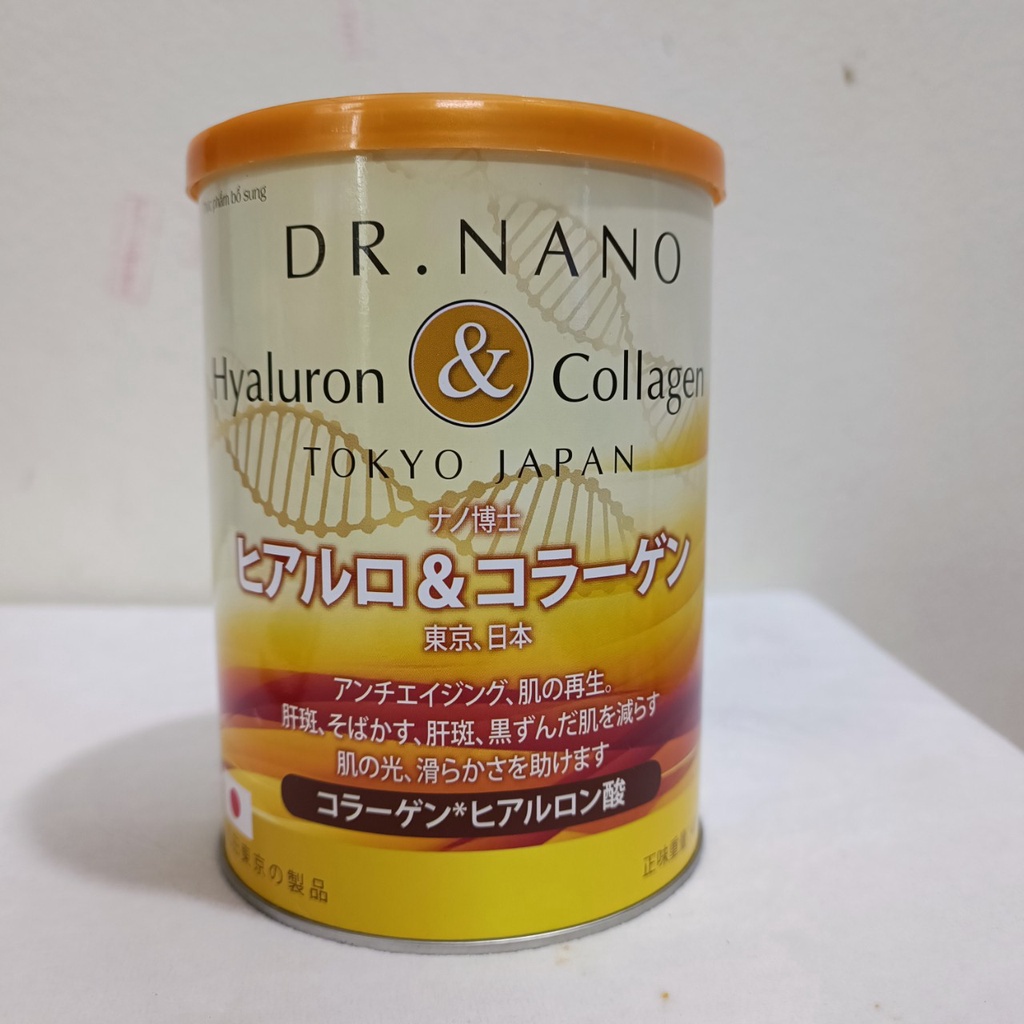 phẩm bổ sung
DR. NANO
Hyaluron & Collagen
TOKYO JAPAN
ナノ博士
ヒアルロ&コラーゲン
東京、日本
アンチエイジング、肌の再生。
肝斑、そばかす、肝斑、黒ずんだ肌を減らす
肌の光、滑らかさを助けます
コラーゲン*ヒアルロン酸
東京の製品
正味重量